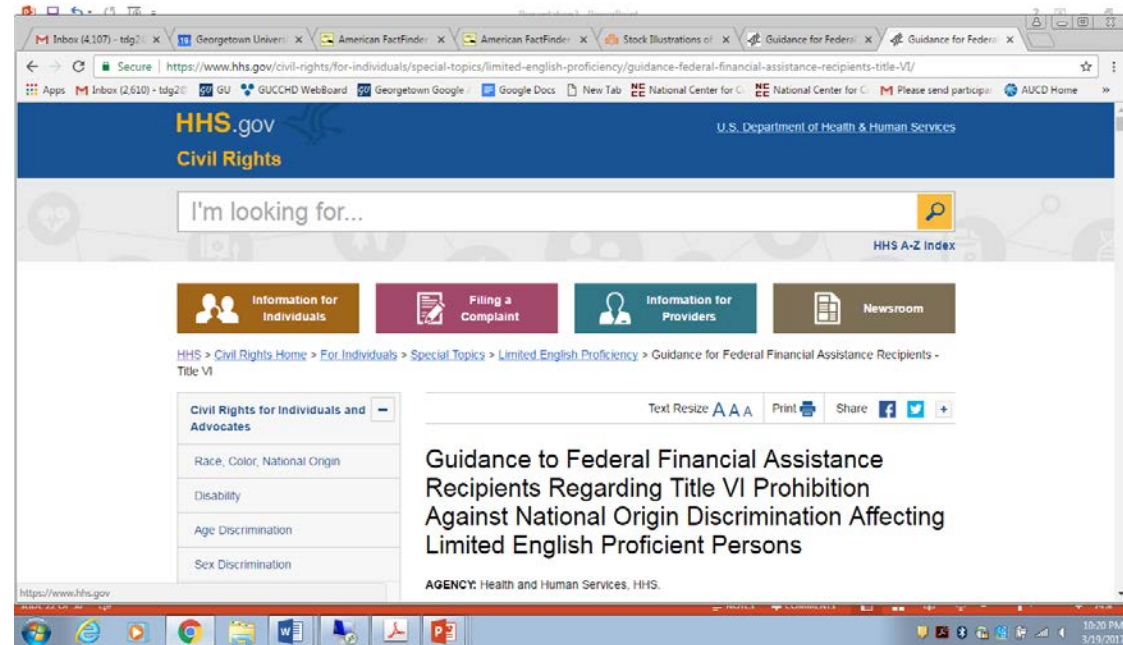 Inbox (4,107) - tdg2
Georgetown Univers
American FactFinder
American FactFinder
Stock Illustrations of
Guidance for Federal
Guidance for Federal
Secure | https://www.hhs.gov/civil-rights/for-individuals/special-topics/limited-english-proficiency/guidance-federal-financial-assistance-recipients-title-VI/
Apps Inbox (2,610) - tdg2 GU GUCCHD WebBoard Georgetown Google Google Docs New Tab National Center for C National Center for C Please send particip AUCD Home »
HHS.gov
U.S. Department of Health & Human Services
Civil Rights
I'm looking for...
HHS A-Z Index
Information for
Individuals
Filing a
Complaint
Information for
Providers
Newsroom
HHS > Civil Rights Home > For Individuals > Special Topics > Limited English Proficiency > Guidance for Federal Financial Assistance Recipients -
Title VI
Civil Rights for Individuals and
Advocates
Race, Color, National Origin
Disability
Age Discrimination
Sex Discrimination
Text Resize A A A Print Share +
Guidance to Federal Financial Assistance
Recipients Regarding Title VI Prohibition
Against National Origin Discrimination Affecting
Limited English Proficient Persons
AGENCY: Health and Human Services, HHS.
https://www.hhs.gov
10:20 PM
3/19/201